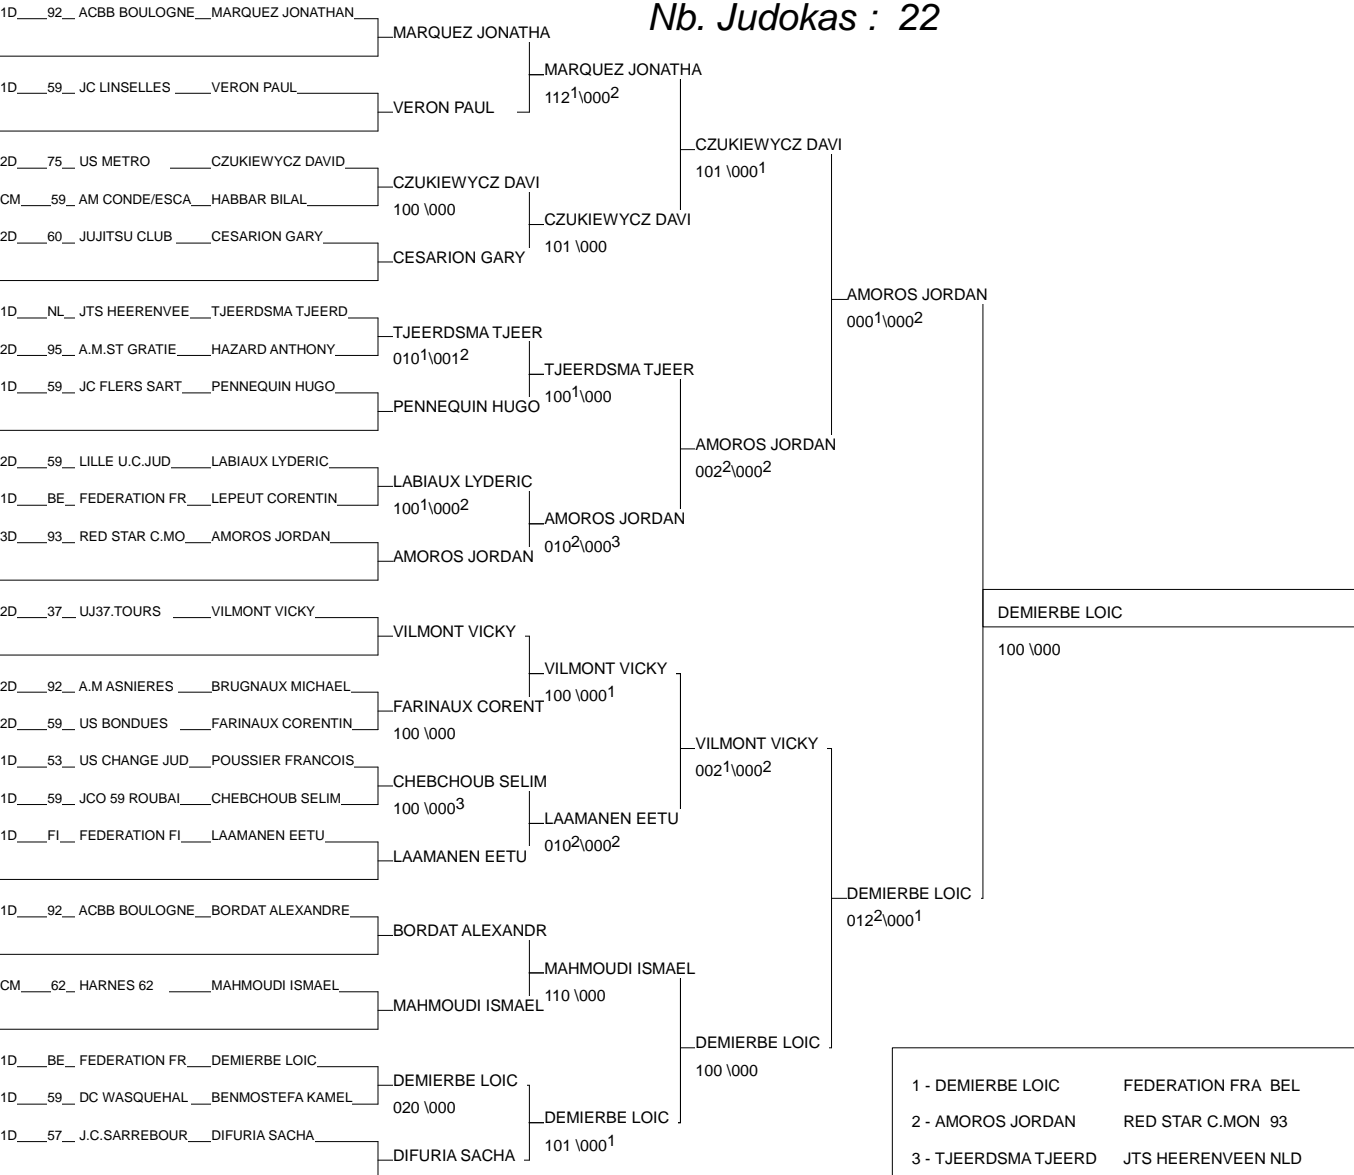 Nb. Judokas : 22
1D 92 ACBB BOULOGNE MARQUEZ JONATHAN
MARQUEZ JONATHA
MARQUEZ JONATHA
1D 59 JC LINSELLES VERON PAUL
112¹\000²
VERON PAUL
CZUKIEWYCZ DAVI
2D 75 US METRO CZUKIEWYCZ DAVID
101 \000¹
CZUKIEWYCZ DAVI
CM 59 AM CONDE/ESCA HABBAR BILAL
100 \000
CZUKIEWYCZ DAVI
2D 60 JUJITSU CLUB CESARION GARY
101 \000
CESARION GARY
AMOROS JORDAN
1D NL JTS HEERENVEE TJEERDSMA TJEERD
000¹\000²
TJEERDSMA TJEER
2D 95 A.M.ST GRATIE HAZARD ANTHONY
010¹\001²
TJEERDSMA TJEER
1D 59 JC FLERS SART PENNEQUIN HUGO
100¹\000
PENNEQUIN HUGO
AMOROS JORDAN
2D 59 LILLE U.C.JUD LABIAUX LYDERIC
002²\000²
LABIAUX LYDERIC
1D BE FEDERATION FR LEPEUT CORENTIN
100¹\000²
AMOROS JORDAN
3D 93 RED STAR C.MO AMOROS JORDAN
010²\000³
AMOROS JORDAN
2D 37 UJ37.TOURS VILMONT VICKY
DEMIERBE LOIC
VILMONT VICKY
100 \000
VILMONT VICKY
2D 92 A.M ASNIERES BRUGNAUX MICHAEL
100 \000¹
FARINAUX CORENT
2D 59 US BONDUES FARINAUX CORENTIN
100 \000
VILMONT VICKY
1D 53 US CHANGE JUD POUSSIER FRANCOIS
002¹\000²
CHEBCHOUB SELIM
1D 59 JCO 59 ROUBAI CHEBCHOUB SELIM
100 \000³
LAAMANEN EETU
1D FI FEDERATION FI LAAMANEN EETU
010²\000²
LAAMANEN EETU
DEMIERBE LOIC
1D 92 ACBB BOULOGNE BORDAT ALEXANDRE
012²\000¹
BORDAT ALEXANDR
MAHMOUDI ISMAEL
CM 62 HARNES 62 MAHMOUDI ISMAEL
110 \000
MAHMOUDI ISMAEL
DEMIERBE LOIC
1D BE FEDERATION FR DEMIERBE LOIC
100 \000
DEMIERBE LOIC
1D 59 DC WASQUEHAL BENMOSTEFA KAMEL
020 \000
DEMIERBE LOIC
1D 57 J.C.SARREBOUR DIFURIA SACHA
101 \000¹
DIFURIA SACHA
1 - DEMIERBE LOIC FEDERATION FRA BEL
2 - AMOROS JORDAN RED STAR C.MON 93
3 - TJEERDSMA TJEERD JTS HEERENVEEN NLD